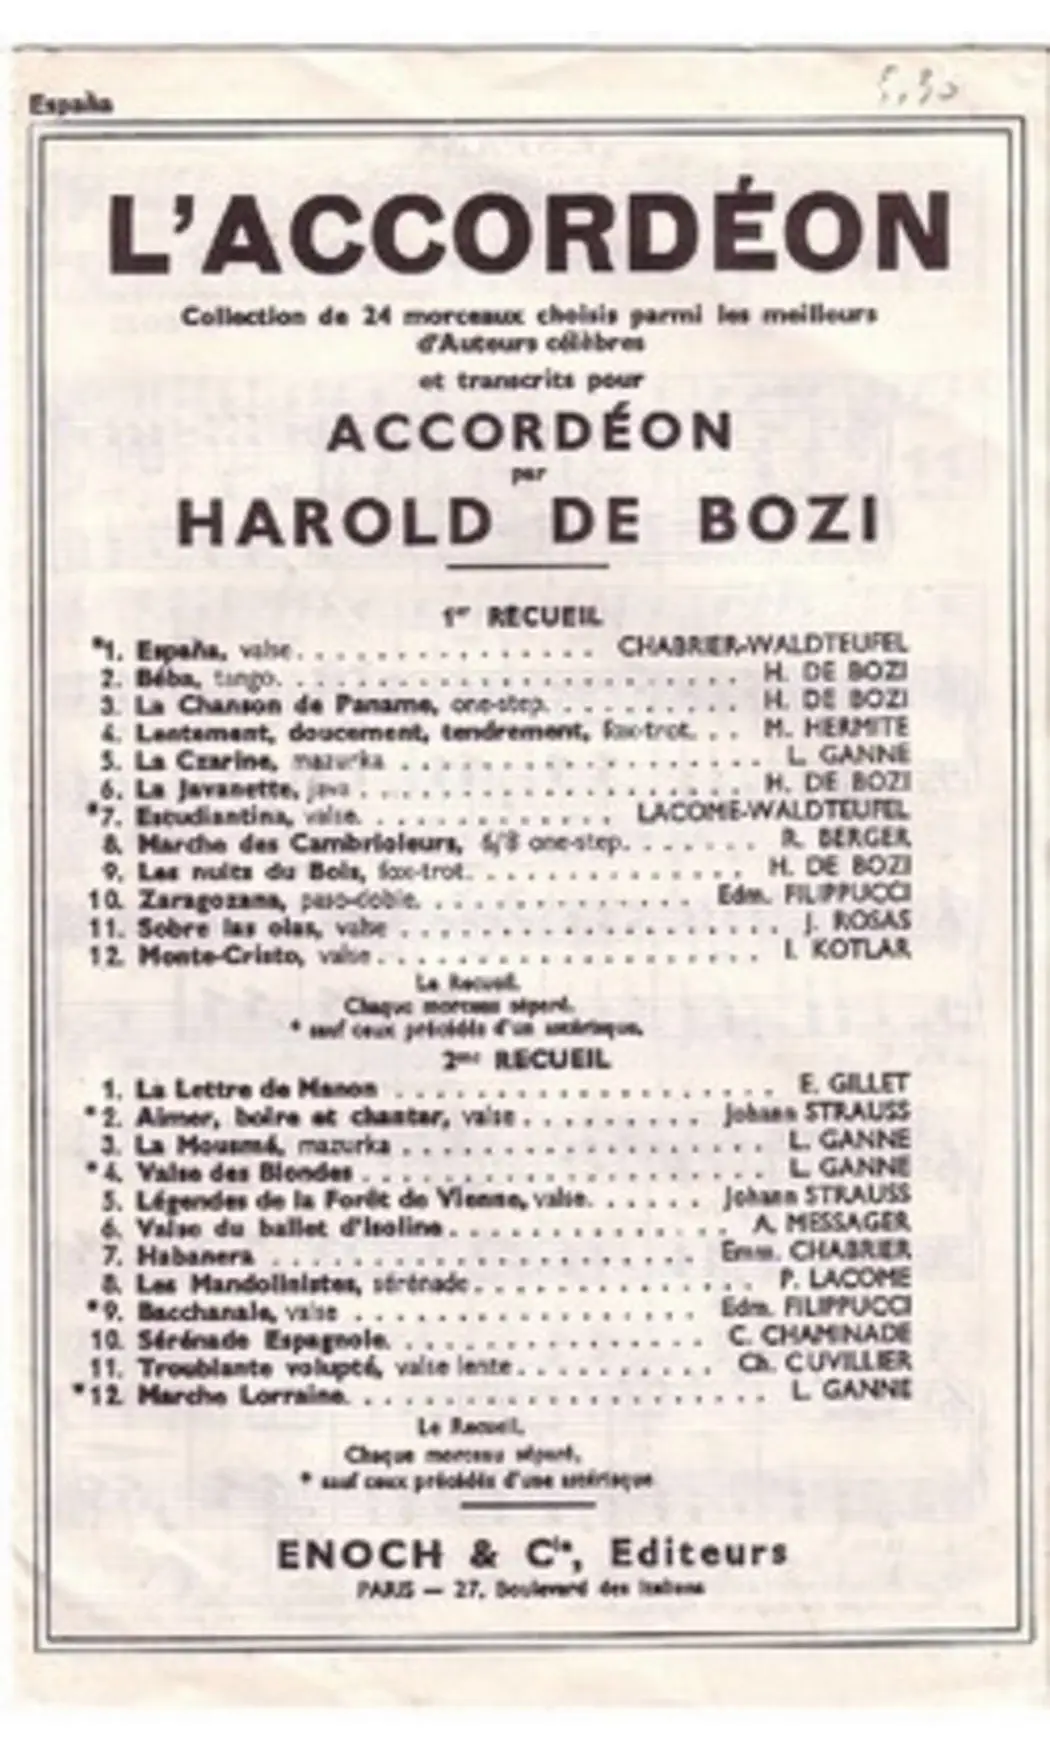 España
5,30
L'ACCORDÉON
Collection de 24 morceaux choisis parmi les meilleurs
d'Auteurs célèbres
et transcrits pour
ACCORDÉON
par
HAROLD DE BOZI
1er RECUEIL
*1. España, valse. . . . . . . . . . . . . . . . CHABRIER-WALDTEUFEL
2. Béba, tango. . . . . . . . . . . . . . . . . . . . H. DE BOZI
3. La Chanson de Paname, one-step. . . . . . . . . . H. DE BOZI
4. Lentement, doucement, tendrement, fox-trot. . . M. HERMITE
5. La Czarine, mazurka . . . . . . . . . . . . . . . . . L. GANNE
6. La Javanette, java . . . . . . . . . . . . . . . . . . H. DE BOZI
*7. Estudiantina, valse. . . . . . . . . . . . . LACOME-WALDTEUFEL
8. Marche des Cambrioleurs, 6/8 one-step. . . . . . . R. BERGER
9. Les nuits du Bois, fox-trot. . . . . . . . . . . . . H. DE BOZI
10. Zaragozana, paso-doble. . . . . . . . . . . . . Edm. FILIPPUCCI
11. Sobre las olas, valse . . . . . . . . . . . . . . . . . J. ROSAS
12. Monte-Cristo, valse. . . . . . . . . . . . . . . . . . I. KOTLAR
Le Recueil.
Chaque morceau séparé.
* sauf ceux précédés d'un astérisque.
2me RECUEIL
1. La Lettre de Manon . . . . . . . . . . . . . . . . . E. GILLET
*2. Aimer, boire et chanter, valse . . . . . . . . . Johann STRAUSS
3. La Mousmé, mazurka . . . . . . . . . . . . . . . . . L. GANNE
*4. Valse des Blondes . . . . . . . . . . . . . . . . . . L. GANNE
5. Légendes de la Forêt de Vienne, valse. . . . . . Johann STRAUSS
6. Valse du ballet d'Isoline. . . . . . . . . . . . . . A. MESSAGER
7. Habanera . . . . . . . . . . . . . . . . . . . Emm. CHABRIER
8. Les Mandolinistes, sérénade. . . . . . . . . . . . . P. LACOME
*9. Bacchanale, valse . . . . . . . . . . . . . . . . Edm. FILIPPUCCI
10. Sérénade Espagnole. . . . . . . . . . . . . . . C. CHAMINADE
11. Troublante volupté, valse lente. . . . . . . . . . Ch. CUVILLIER
*12. Marche Lorraine. . . . . . . . . . . . . . . . . . . L. GANNE
Le Recueil.
Chaque morceau séparé.
* sauf ceux précédés d'une astérisque
ENOCH & Cie, Editeurs
PARIS — 27, Boulevard des Italiens